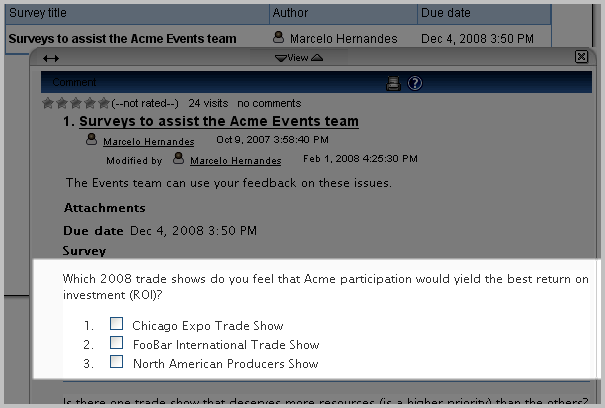 Survey title Author Due date
Surveys to assist the Acme Events team Marcelo Hernandes Dec 4, 2008 3:50 PM
View
Comment
(--not rated--) 24 visits no comments
1. Surveys to assist the Acme Events team
Marcelo Hernandes Oct 9, 2007 3:58:40 PM
Modified by Marcelo Hernandes Feb 1, 2008 4:25:30 PM
The Events team can use your feedback on these issues.
Attachments
Due date Dec 4, 2008 3:50 PM
Survey
Which 2008 trade shows do you feel that Acme participation would yield the best return on
investment (ROI)?
1. Chicago Expo Trade Show
2. FooBar International Trade Show
3. North American Producers Show
Is there one trade show that deserves more resources (is a higher priority) than the others?